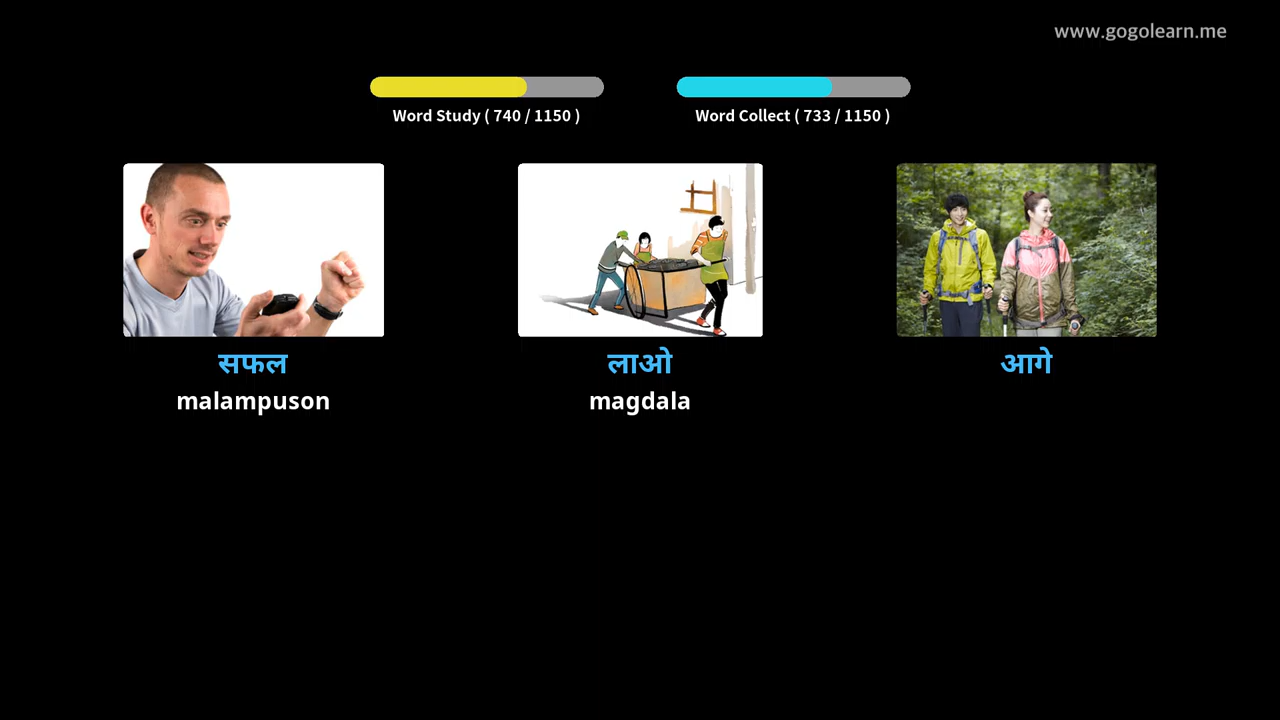 www.gogolearn.me
Word Study ( 740 / 1150 )
Word Collect ( 733 / 1150 )
सफल
लाओ
आगे
malampuson
magdala